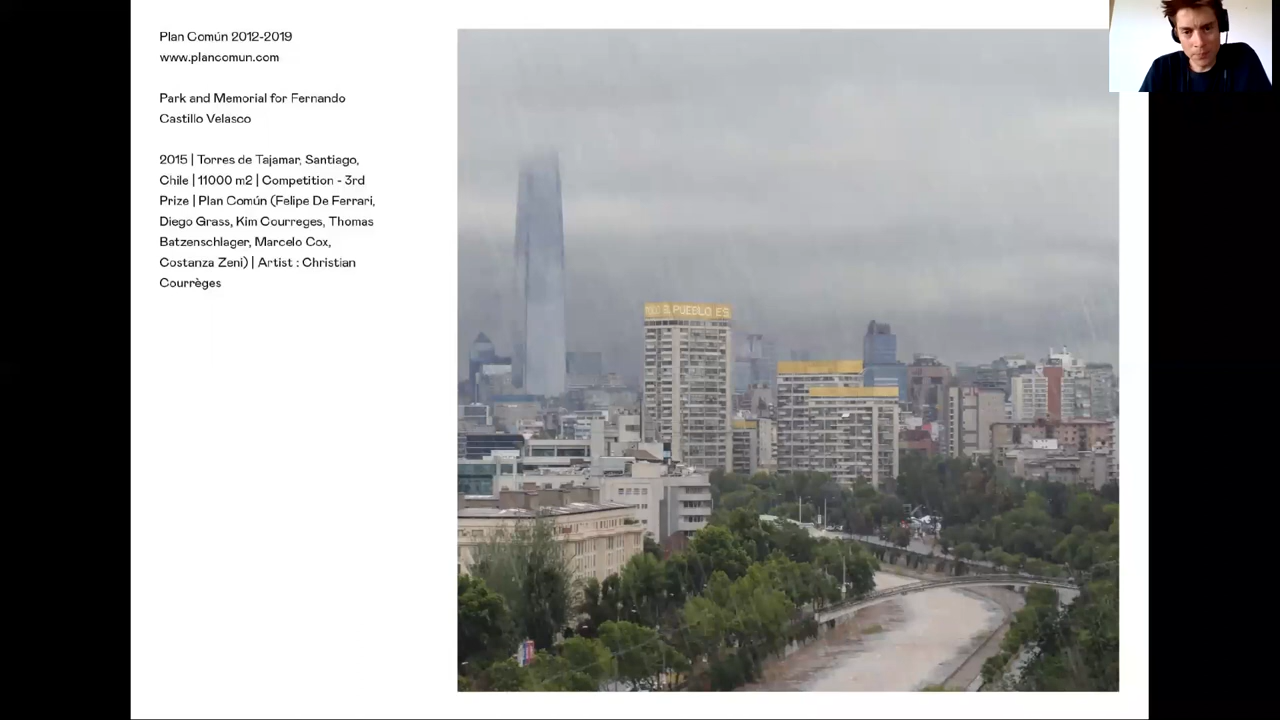 Plan Común 2012-2019
www.plancomun.com
Park and Memorial for Fernando
Castillo Velasco
2015 | Torres de Tajamar, Santiago,
Chile | 11000 m2 | Competition - 3rd
Prize | Plan Común (Felipe De Ferrari,
Diego Grass, Kim Courreges, Thomas
Batzenschlager, Marcelo Cox,
Costanza Zeni) | Artist : Christian
Courrèges
PUEBLO ES